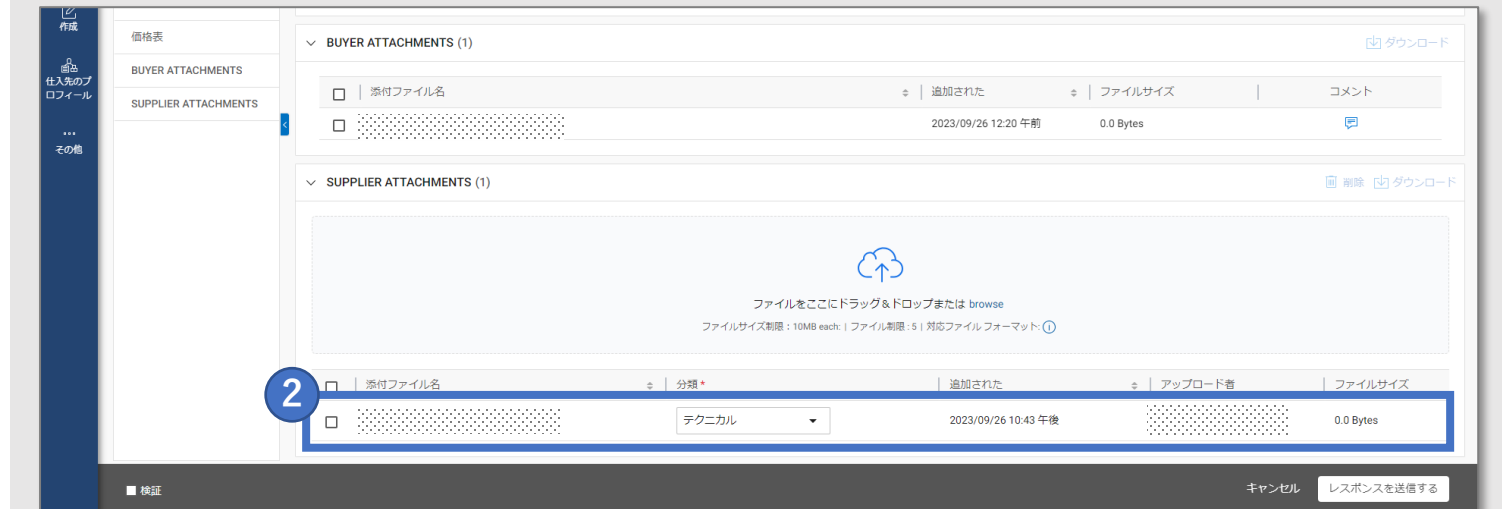 作成
仕入先のプ
ロフィール
...
その他
価格表
BUYER ATTACHMENTS
SUPPLIER ATTACHMENTS
BUYER ATTACHMENTS (1)
ダウンロード
添付ファイル名 追加された ファイルサイズ コメント
2023/09/26 12:20 午前 0.0 Bytes
SUPPLIER ATTACHMENTS (1)
削除 ダウンロード
ファイルをここにドラッグ&ドロップまたは browse
ファイルサイズ制限：10MB each: | ファイル制限 : 5 | 対応ファイル フォーマット:
2
添付ファイル名 分類 * 追加された アップロード者 ファイルサイズ
テクニカル 2023/09/26 10:43 午後 0.0 Bytes
検証
キャンセル レスポンスを送信する